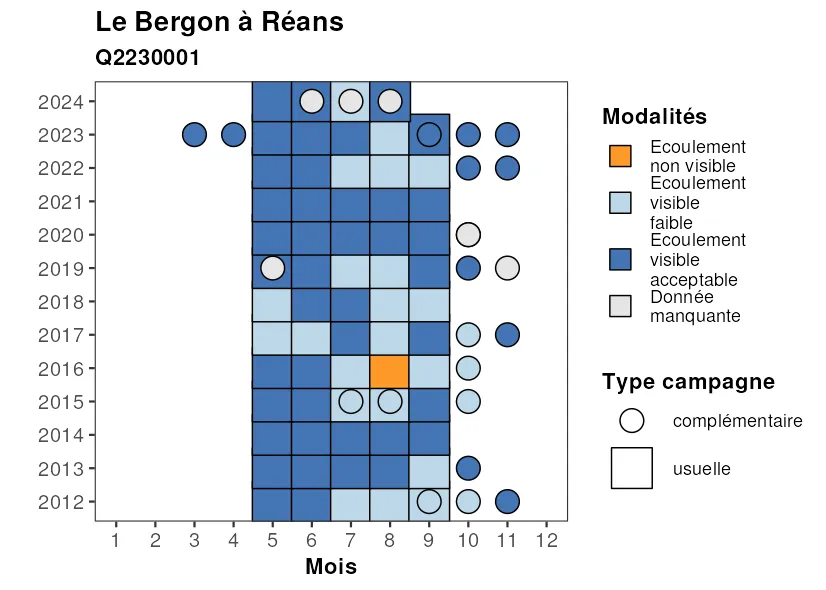 Le Bergon à Réans
Q2230001
2024
2023
2022
2021
2020
2019
2018
2017
2016
2015
2014
2013
2012
1 2 3 4 5 6 7 8 9 10 11 12
Mois
Modalités
Ecoulement
non visible
Ecoulement
visible
faible
Ecoulement
visible
acceptable
Donnée
manquante
Type campagne
complémentaire
usuelle